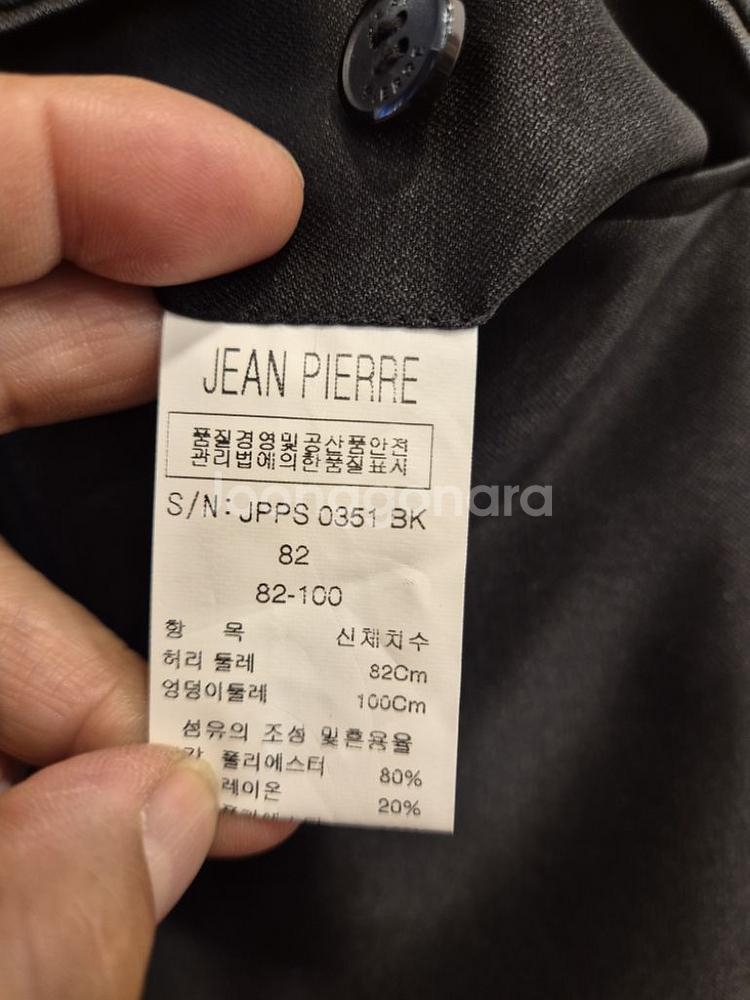 JEAN PIERRE
품질경영및공산품안전
관리법에의한품질표시
joonggonara
S/N: JPPS 0351 BK
82
82-100
항 목 신체치수
허리 둘레 82Cm
엉덩이둘레 100Cm
섬유의 조성 및혼용율
폴리에스터 80%
레이온 20%